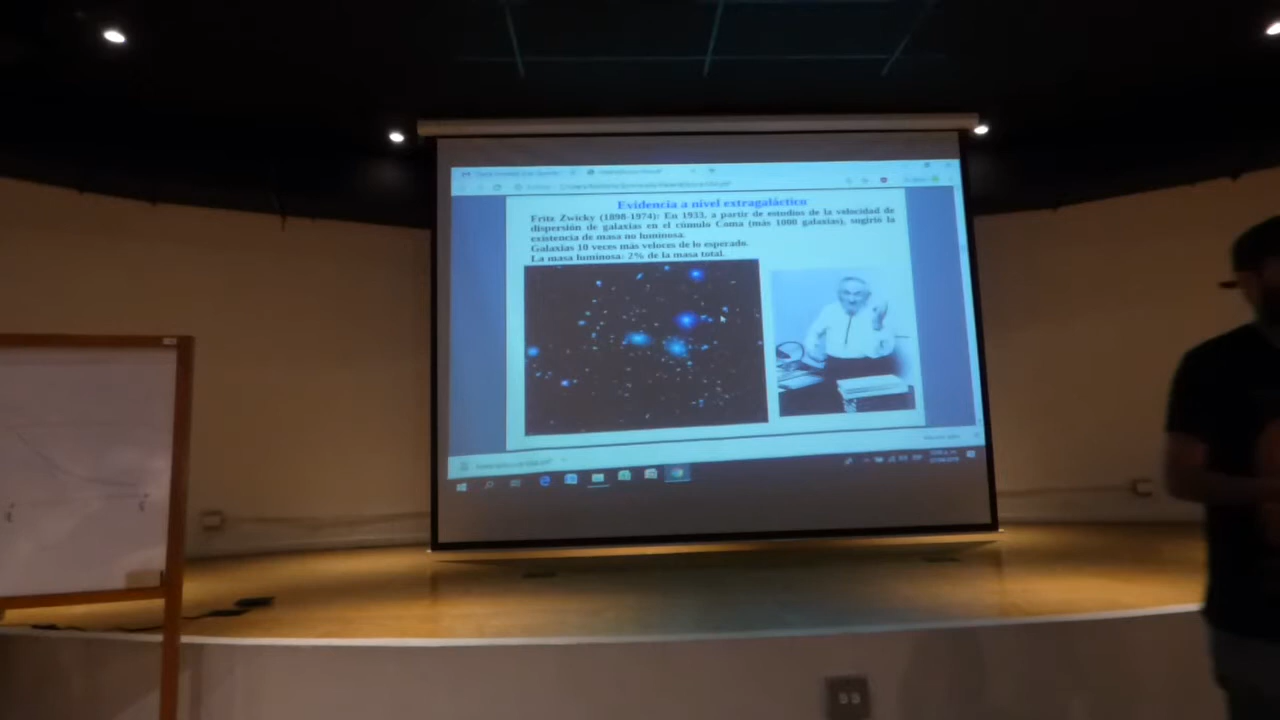 Evidencia a nivel extragaláctico
Fritz Zwicky (1898-1974): En 1933, a partir de estudios de la velocidad de
dispersión de galaxias en el cúmulo Coma (más 1000 galaxias), sugirió la
existencia de masa no luminosa.
Galaxias 10 veces más veloces de lo esperado.
La masa luminosa: 2% de la masa total.